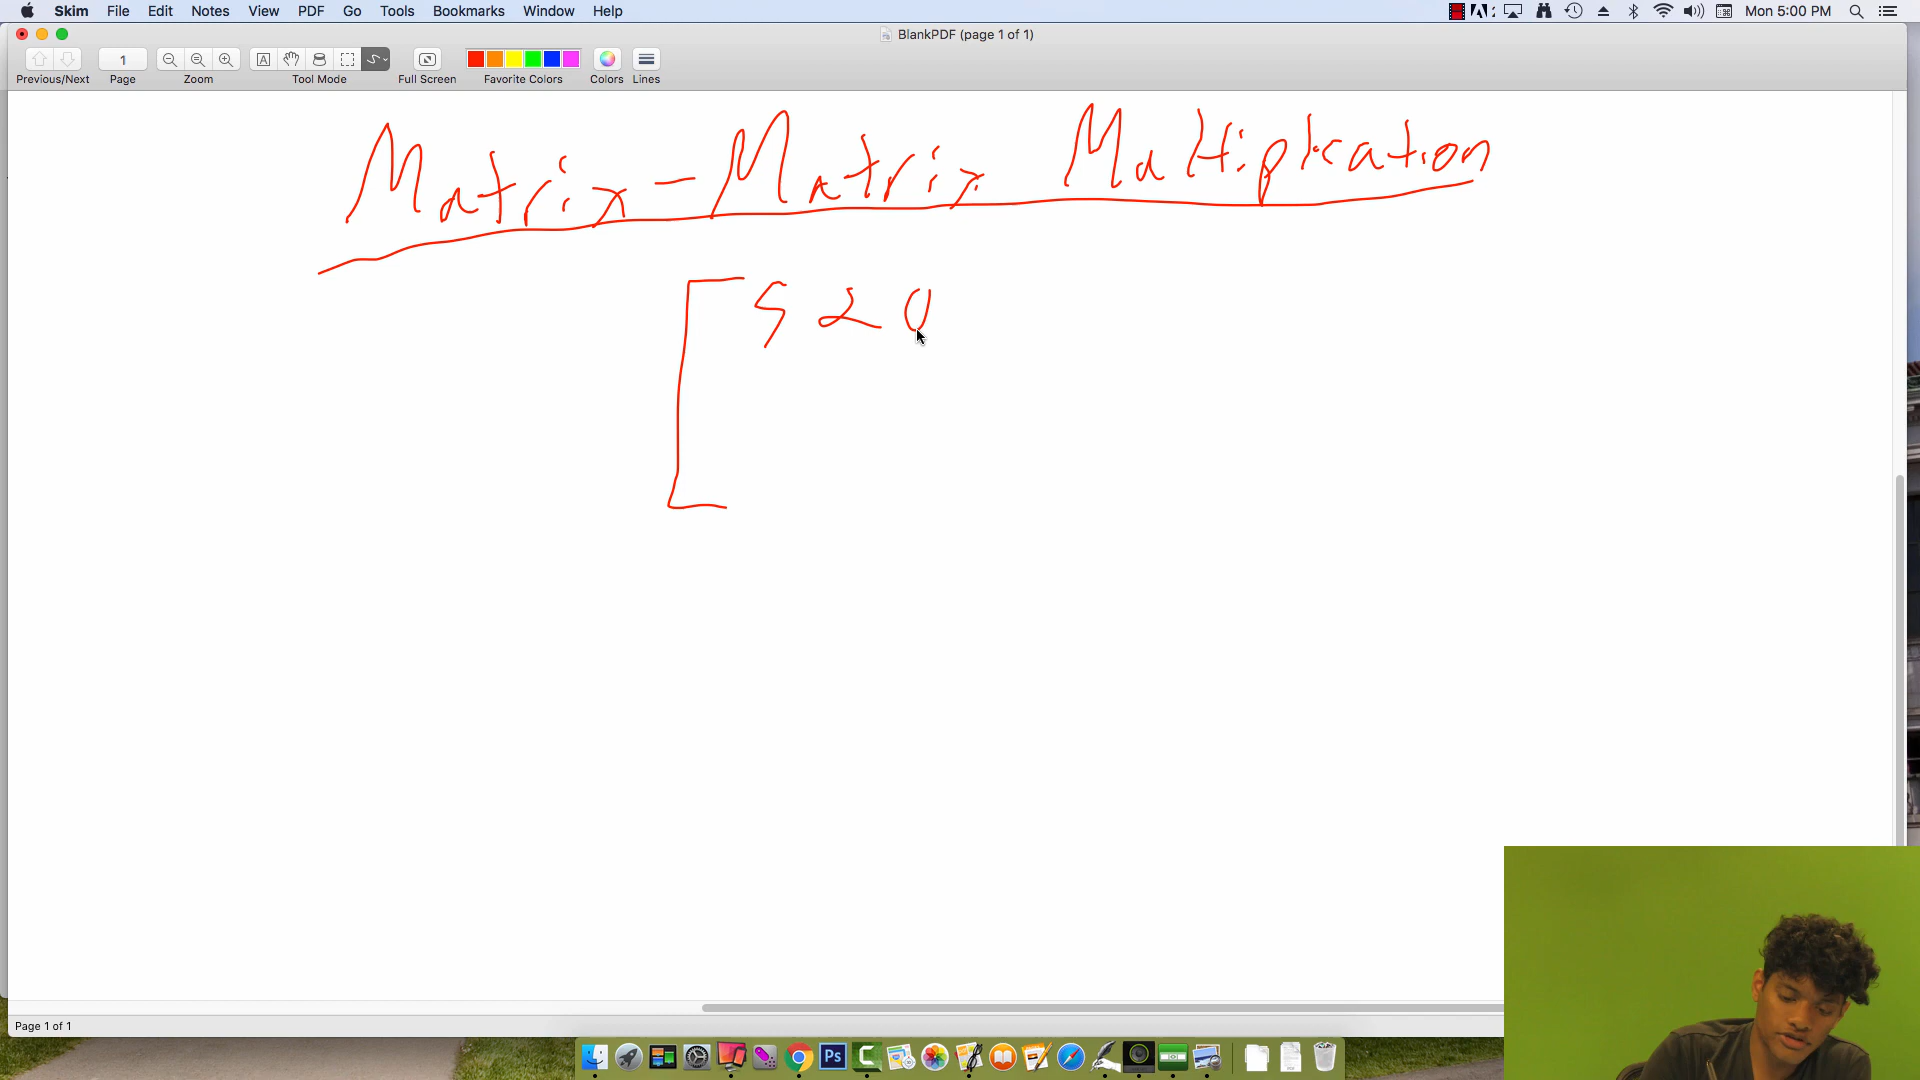 Skim File Edit Notes View PDF Go Tools Bookmarks Window Help Mon 5:00 PM
BlankPDF (page 1 of 1)
1
Previous/Next Page Zoom Tool Mode Full Screen Favorite Colors Colors Lines
Matrix-Matrix Multiplication
5 2 0
Page 1 of 1
Ps